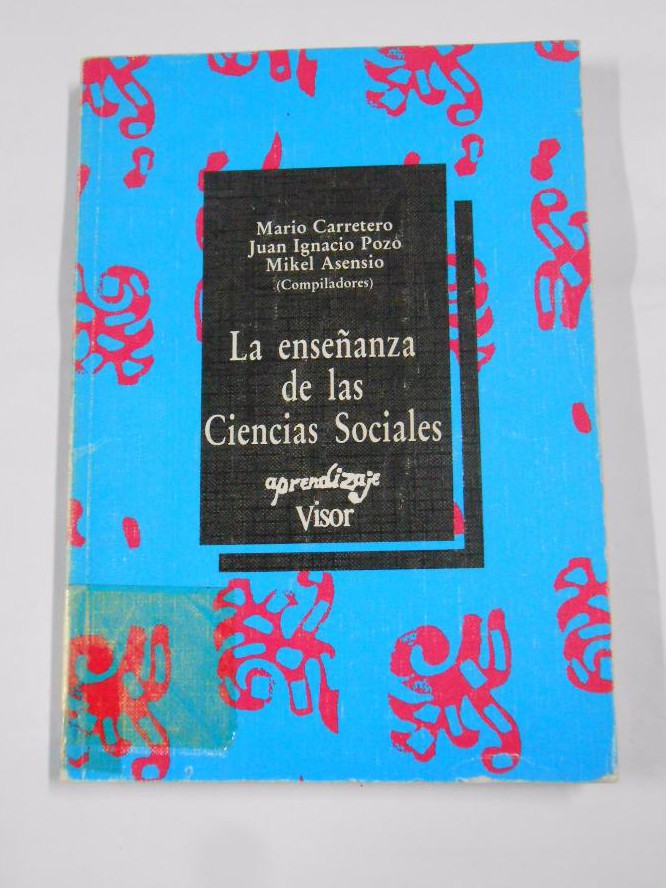 Mario Carretero
Juan Ignacio Pozo
Mikel Asensio
(Compiladores)
La enseñanza
de las
Ciencias Sociales
aprendizaje
Visor